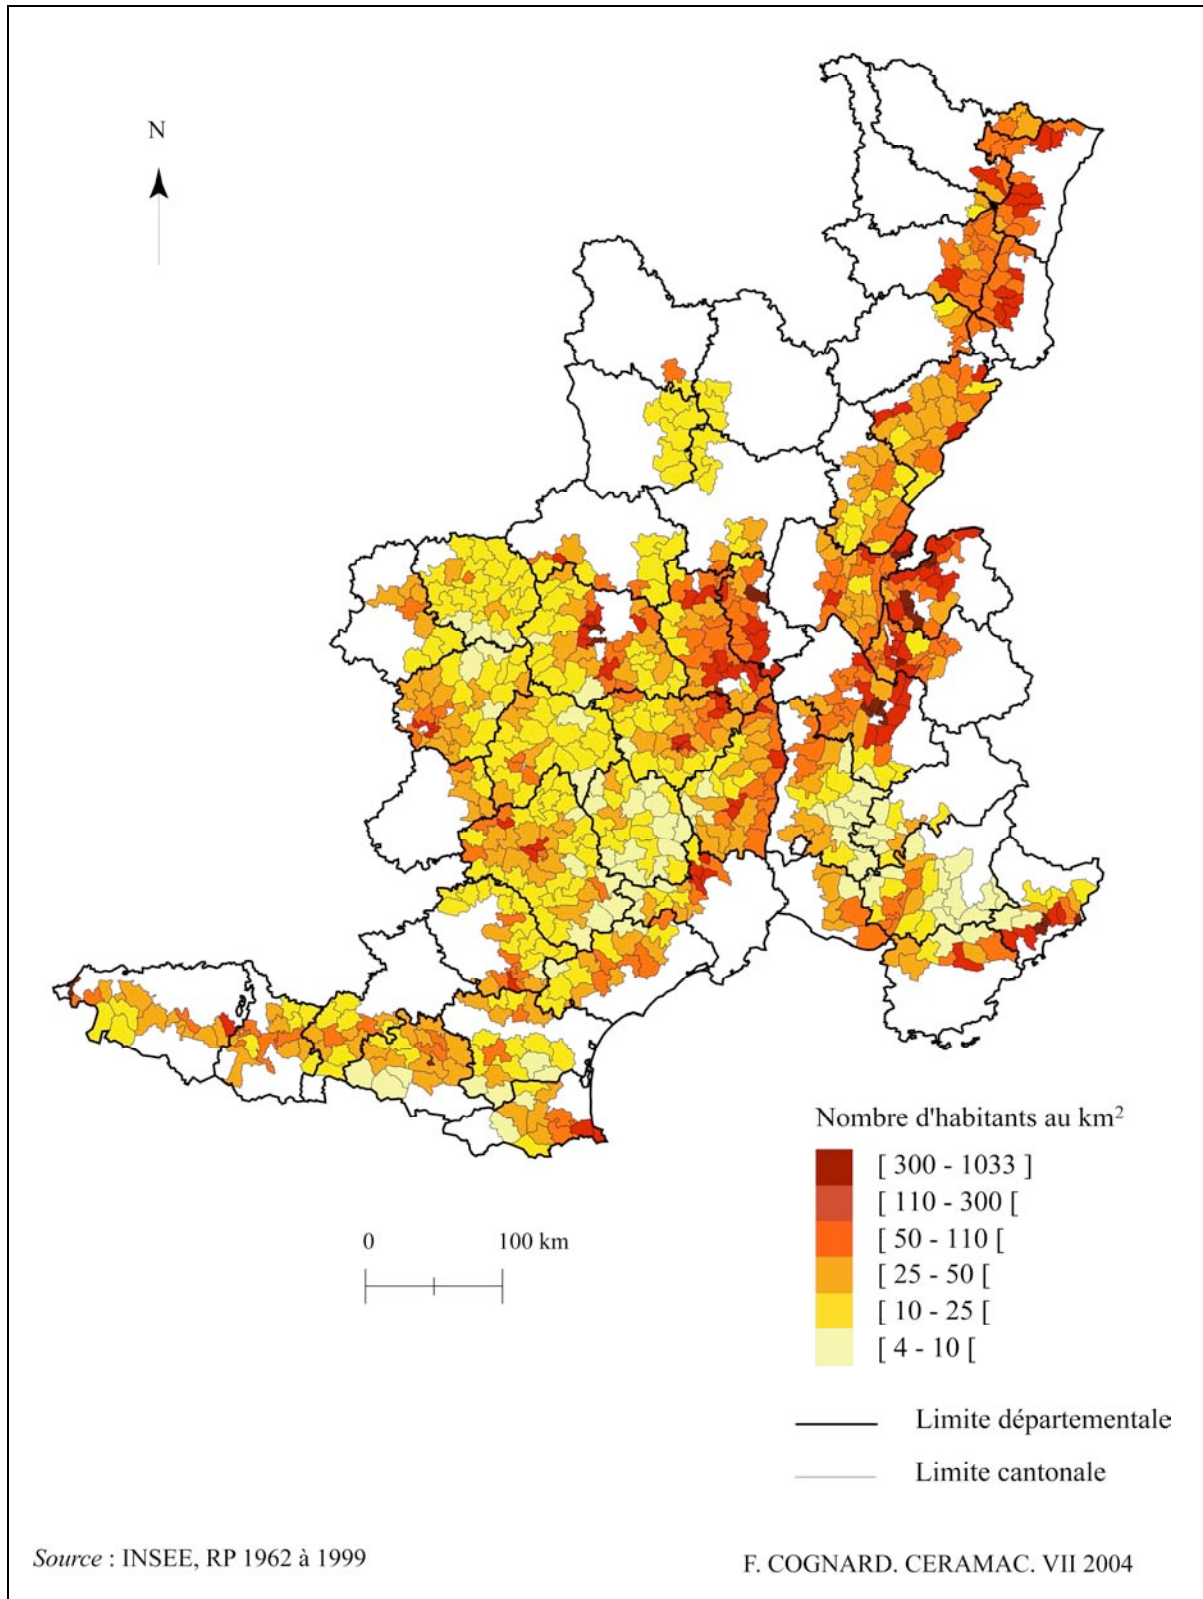 N
Nombre d'habitants au km²
[ 300 - 1033 ]
[ 110 - 300 [
[ 50 - 110 [
[ 25 - 50 [
[ 10 - 25 [
[ 4 - 10 [
0 100 km
Limite départementale
Limite cantonale
Source : INSEE, RP 1962 à 1999
F. COGNARD. CERAMAC. VII 2004